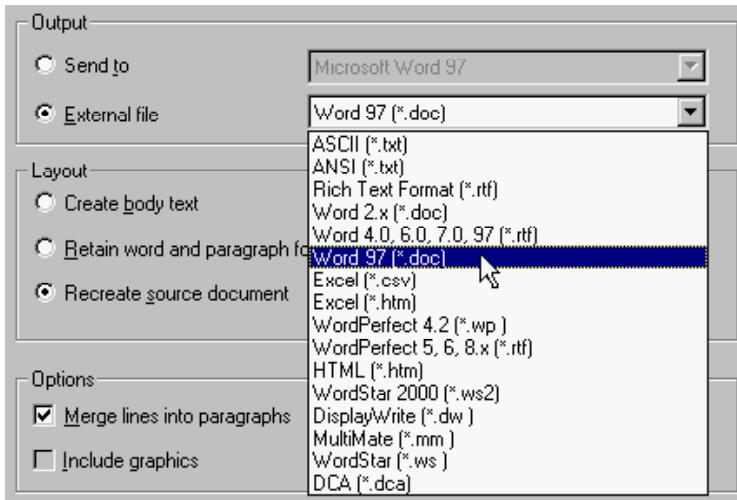 Output
Send to
Microsoft Word 97
External file
Word 97 (*.doc)
ASCII (*.txt)
ANSI (*.txt)
Rich Text Format (*.rtf)
Word 2.x (*.doc)
Word 4.0, 6.0, 7.0, 97 (*.rtf)
Word 97 (*.doc)
Excel (*.csv)
Excel (*.htm)
WordPerfect 4.2 (*.wp )
WordPerfect 5, 6, 8.x (*.rtf)
HTML (*.htm)
WordStar 2000 (*.ws2)
DisplayWrite (*.dw )
MultiMate (*.mm )
WordStar (*.ws )
DCA (*.dca)
Layout
Create body text
Retain word and paragraph fo
Recreate source document
Options
Merge lines into paragraphs
Include graphics